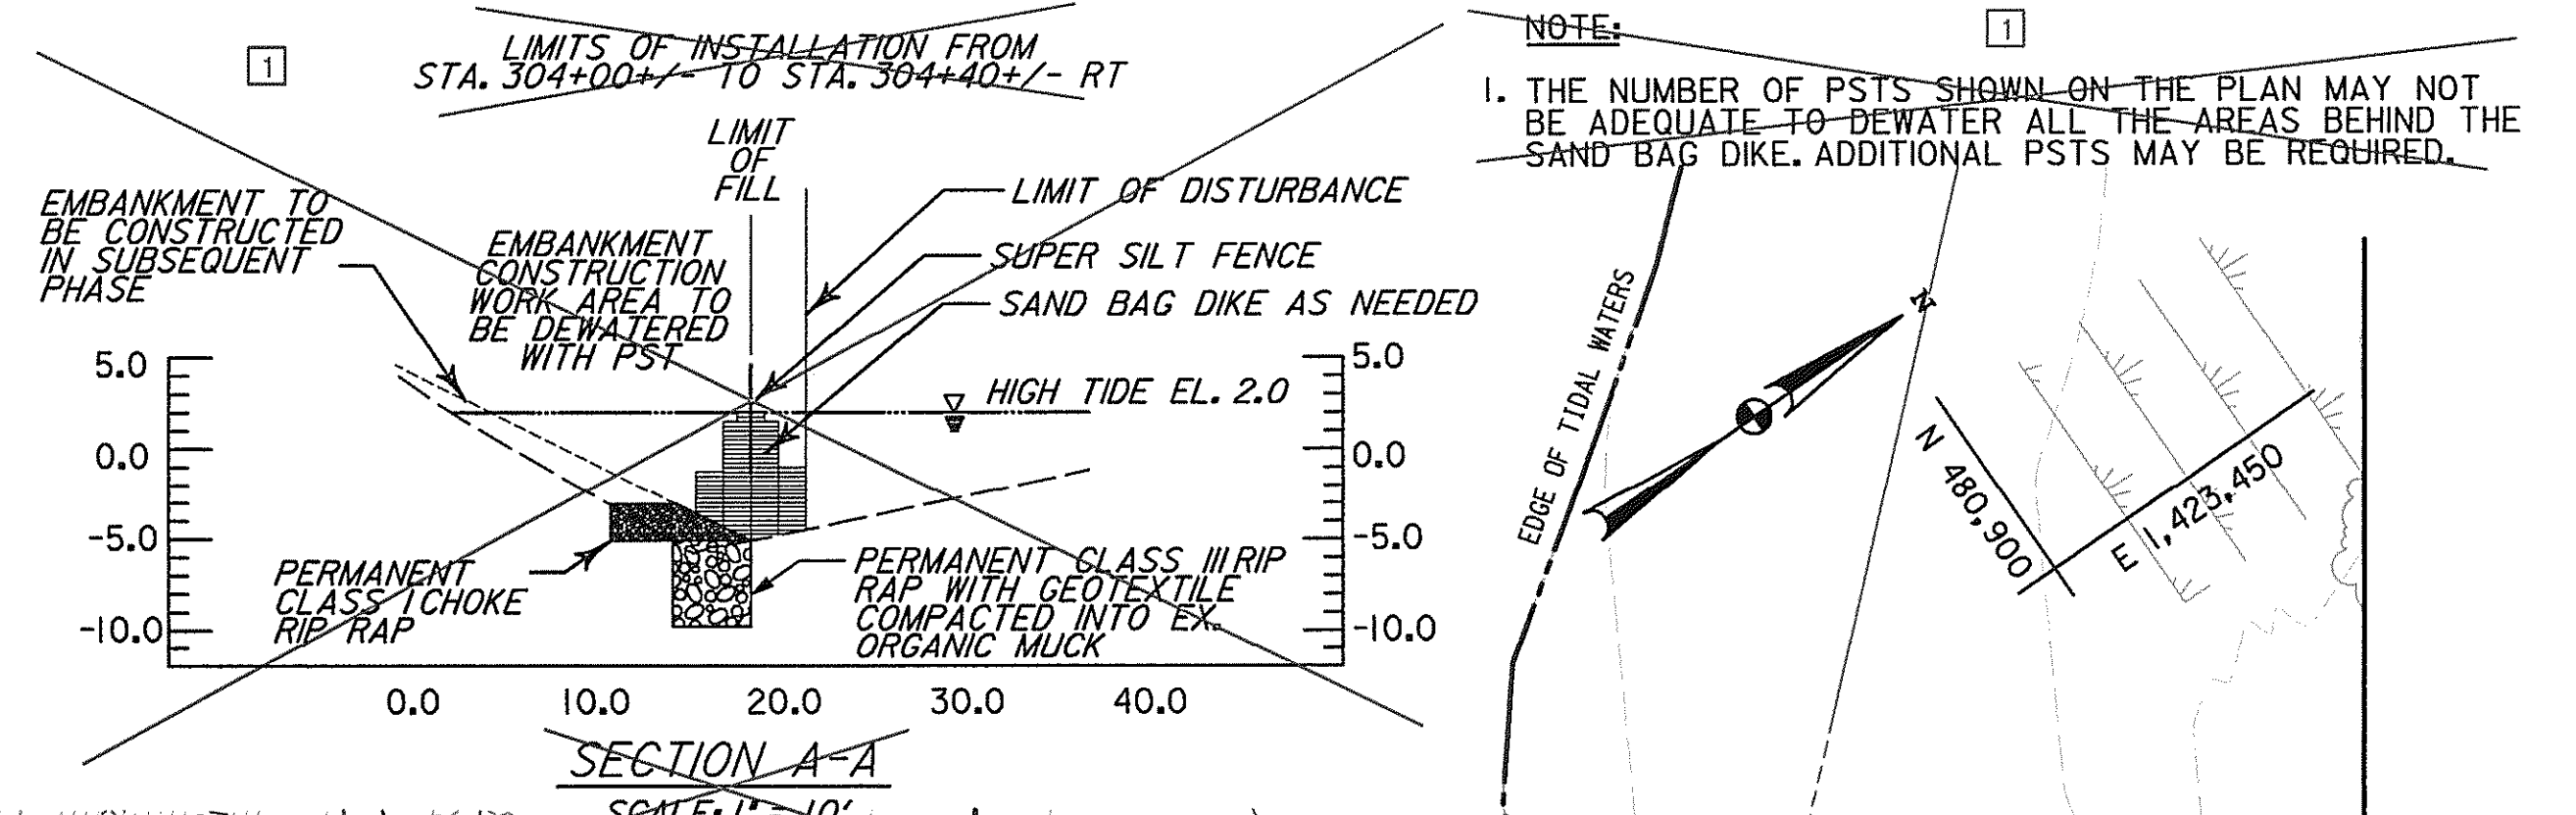 1
LIMITS OF INSTALLATION FROM
STA. 304+00+/- TO STA. 304+40+/- RT
LIMIT
OF
FILL
EMBANKMENT TO
BE CONSTRUCTED
IN SUBSEQUENT
PHASE
EMBANKMENT
CONSTRUCTION
WORK AREA TO
BE DEWATERED
WITH PST
LIMIT OF DISTURBANCE
SUPER SILT FENCE
SAND BAG DIKE AS NEEDED
HIGH TIDE EL. 2.0
5.0
0.0
-5.0
-10.0
5.0
0.0
-5.0
-10.0
PERMANENT
CLASS I CHOKE
RIP RAP
PERMANENT CLASS III RIP
RAP WITH GEOTEXTILE
COMPACTED INTO EX.
ORGANIC MUCK
0.0 10.0 20.0 30.0 40.0
SECTION A-A
SCALE: 1" = 10'
NOTE:
1
1. THE NUMBER OF PSTS SHOWN ON THE PLAN MAY NOT
BE ADEQUATE TO DEWATER ALL THE AREAS BEHIND THE
SAND BAG DIKE. ADDITIONAL PSTS MAY BE REQUIRED.
EDGE OF TIDAL WATERS
N
N 480,900
E 1,423,450